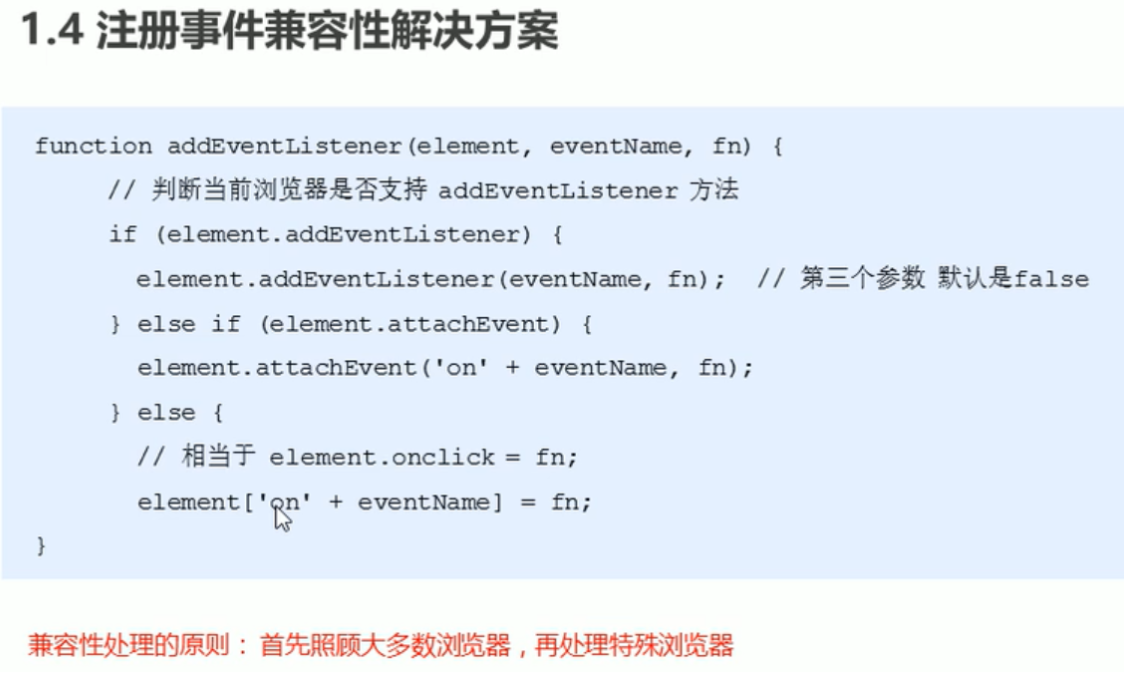 1.4 注册事件兼容性解决方案
function addEventListener(element, eventName, fn) {
// 判断当前浏览器是否支持 addEventListener 方法
if (element.addEventListener) {
element.addEventListener(eventName, fn); // 第三个参数 默认是false
} else if (element.attachEvent) {
element.attachEvent('on' + eventName, fn);
} else {
// 相当于 element.onclick = fn;
element['on' + eventName] = fn;
}
兼容性处理的原则：首先照顾大多数浏览器，再处理特殊浏览器